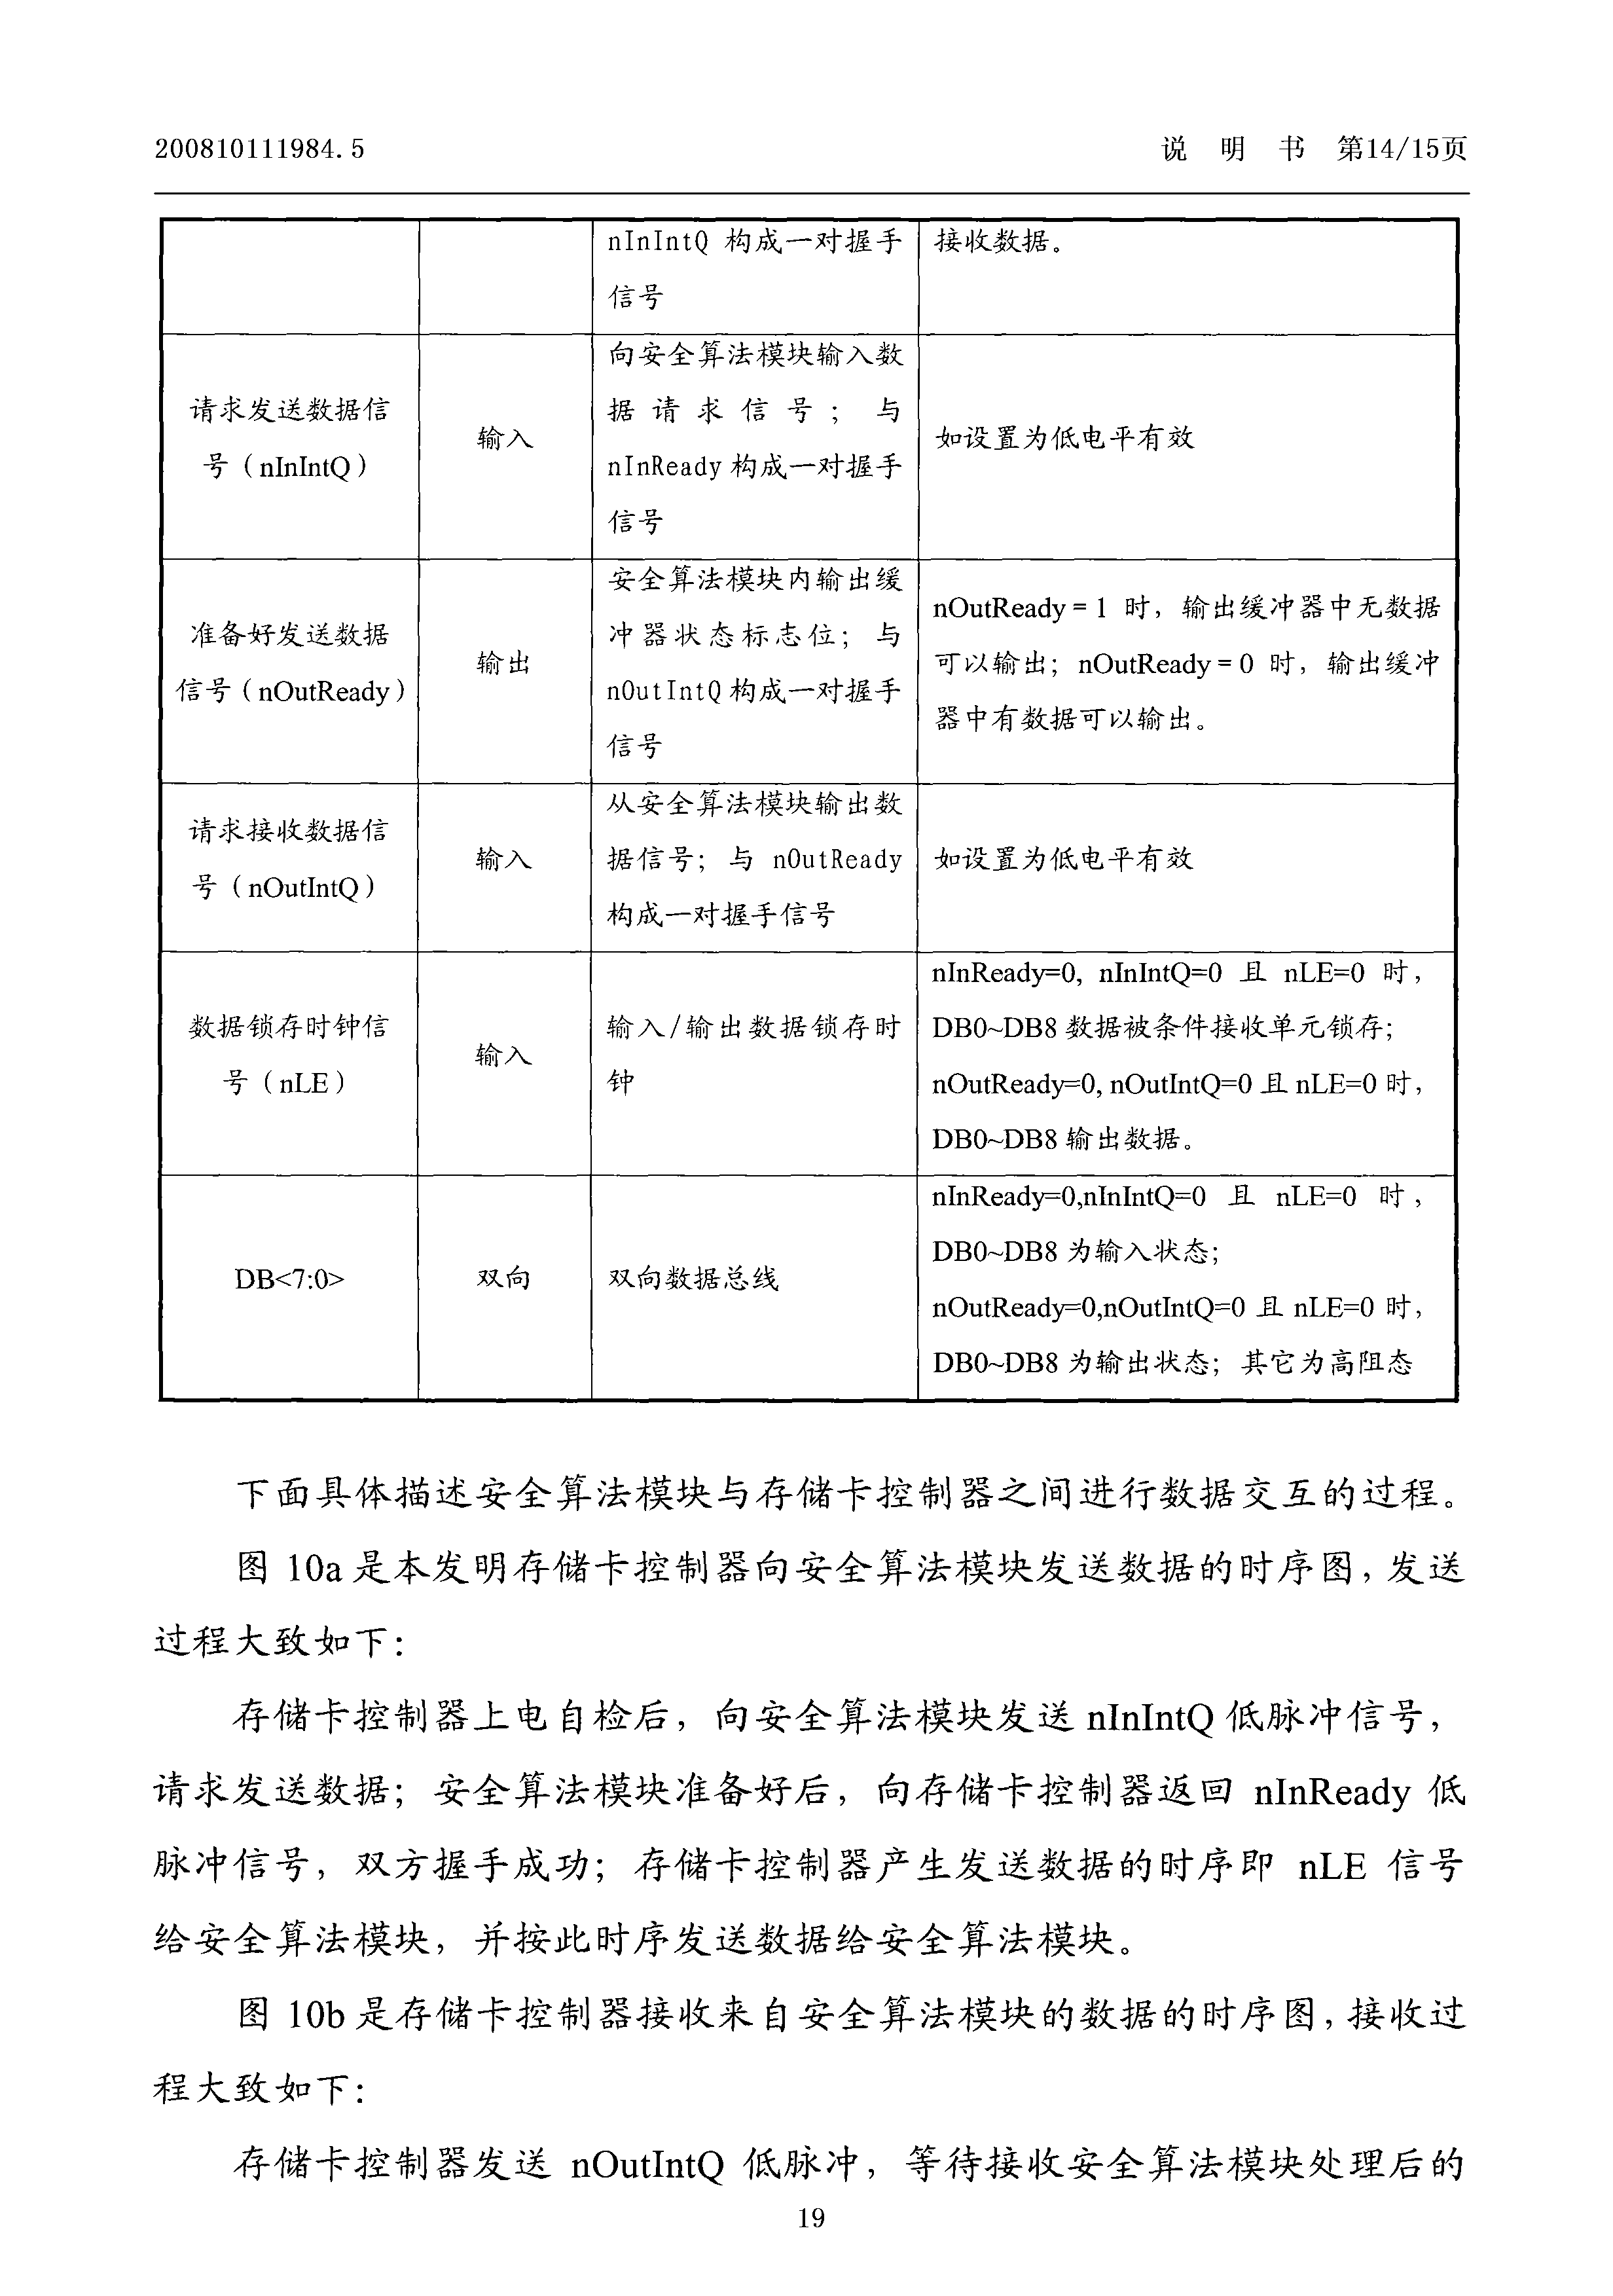 200810111984.5
说 明 书 第14/15页
nInIntQ 构成一对握手
信号
接收数据。
请求发送数据信
号（nInIntQ）
输入
向安全算法模块输入数
据请求信号；与
nInReady 构成一对握手
信号
如设置为低电平有效
准备好发送数据
信号（nOutReady）
输出
安全算法模块内输出缓
冲器状态标志位；与
nOutIntQ 构成一对握手
信号
nOutReady = 1 时，输出缓冲器中无数据
可以输出；nOutReady = 0 时，输出缓冲
器中有数据可以输出。
请求接收数据信
号（nOutIntQ）
输入
从安全算法模块输出数
据信号；与 nOutReady
构成一对握手信号
如设置为低电平有效
数据锁存时钟信
号（nLE）
输入
输入/输出数据锁存时
钟
nInReady=0, nInIntQ=0 且 nLE=0 时，
DB0~DB8 数据被条件接收单元锁存；
nOutReady=0, nOutIntQ=0 且 nLE=0 时，
DB0~DB8 输出数据。
DB<7:0>
双向
双向数据总线
nInReady=0,nInIntQ=0 且 nLE=0 时，
DB0~DB8 为输入状态；
nOutReady=0,nOutIntQ=0 且 nLE=0 时，
DB0~DB8 为输出状态；其它为高阻态
下面具体描述安全算法模块与存储卡控制器之间进行数据交互的过程。
图 10a 是本发明存储卡控制器向安全算法模块发送数据的时序图，发送
过程大致如下：
存储卡控制器上电自检后，向安全算法模块发送 nInIntQ 低脉冲信号，
请求发送数据；安全算法模块准备好后，向存储卡控制器返回 nInReady 低
脉冲信号，双方握手成功；存储卡控制器产生发送数据的时序即 nLE 信号
给安全算法模块，并按此时序发送数据给安全算法模块。
图 10b 是存储卡控制器接收来自安全算法模块的数据的时序图，接收过
程大致如下：
存储卡控制器发送 nOutIntQ 低脉冲，等待接收安全算法模块处理后的
19